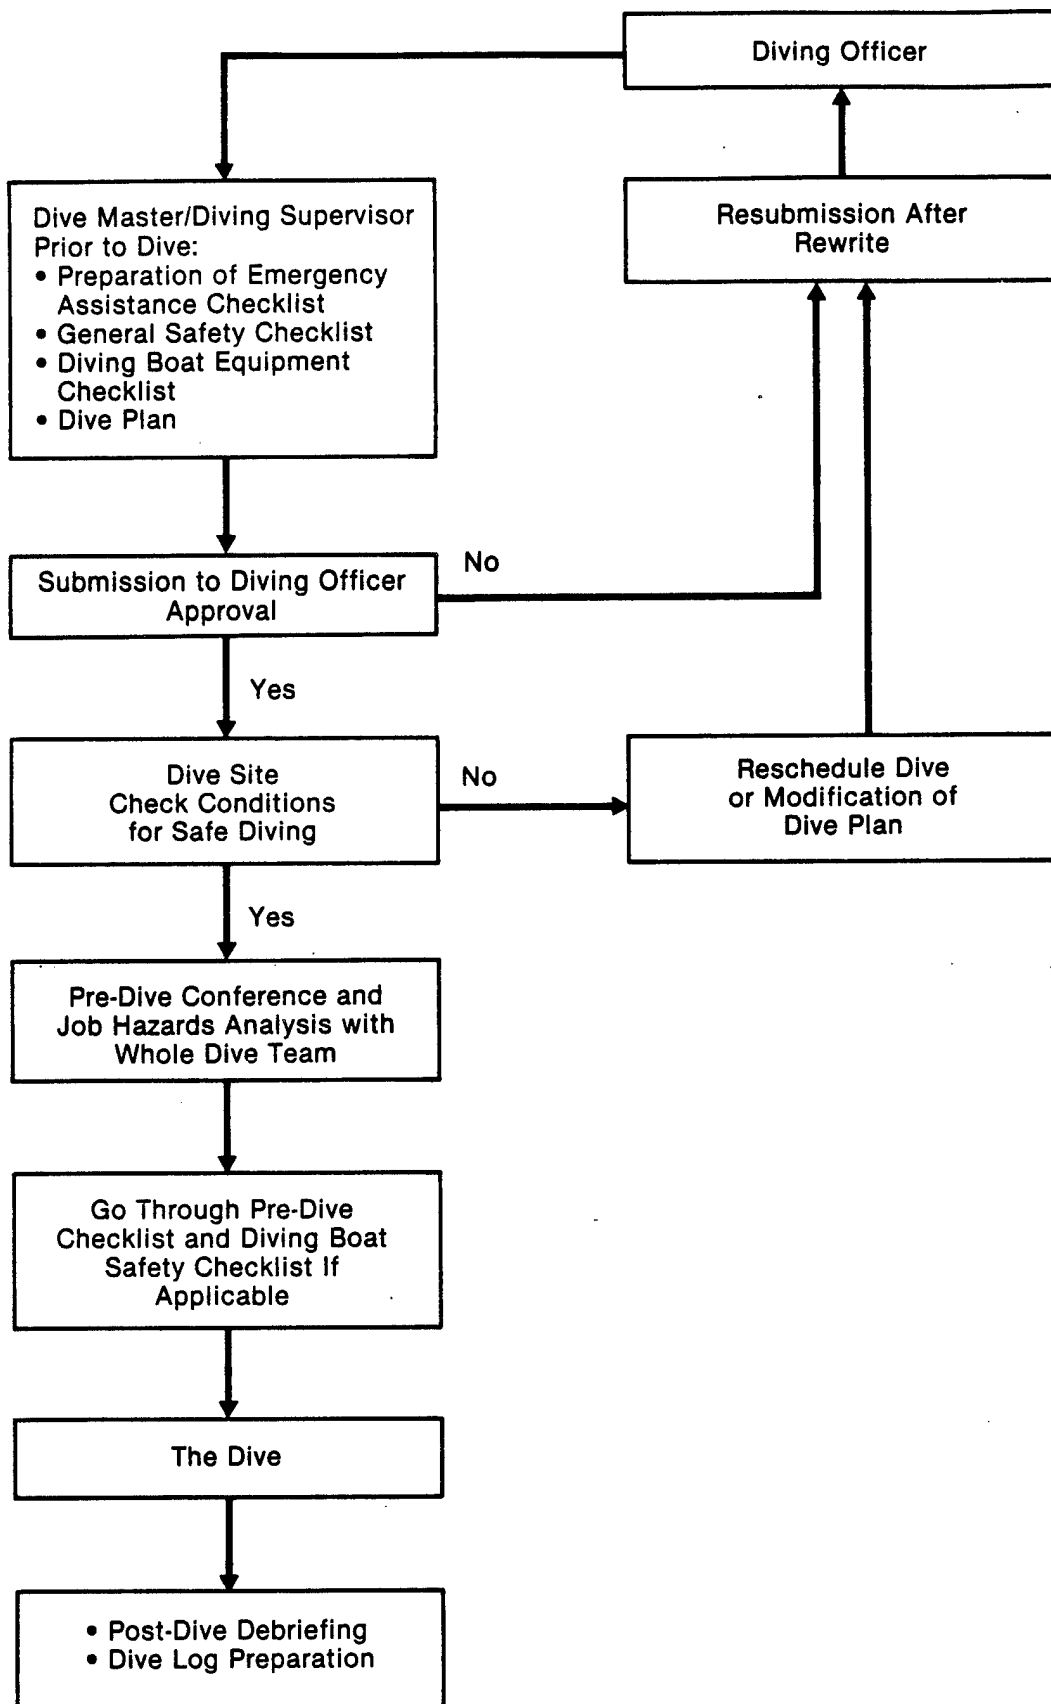 Diving Officer
Dive Master/Diving Supervisor
Prior to Dive:
• Preparation of Emergency
Assistance Checklist
• General Safety Checklist
• Diving Boat Equipment
Checklist
• Dive Plan
Resubmission After
Rewrite
Submission to Diving Officer
Approval
No
Yes
Dive Site
Check Conditions
for Safe Diving
No
Reschedule Dive
or Modification of
Dive Plan
Yes
Pre-Dive Conference and
Job Hazards Analysis with
Whole Dive Team
Go Through Pre-Dive
Checklist and Diving Boat
Safety Checklist If
Applicable
The Dive
• Post-Dive Debriefing
• Dive Log Preparation